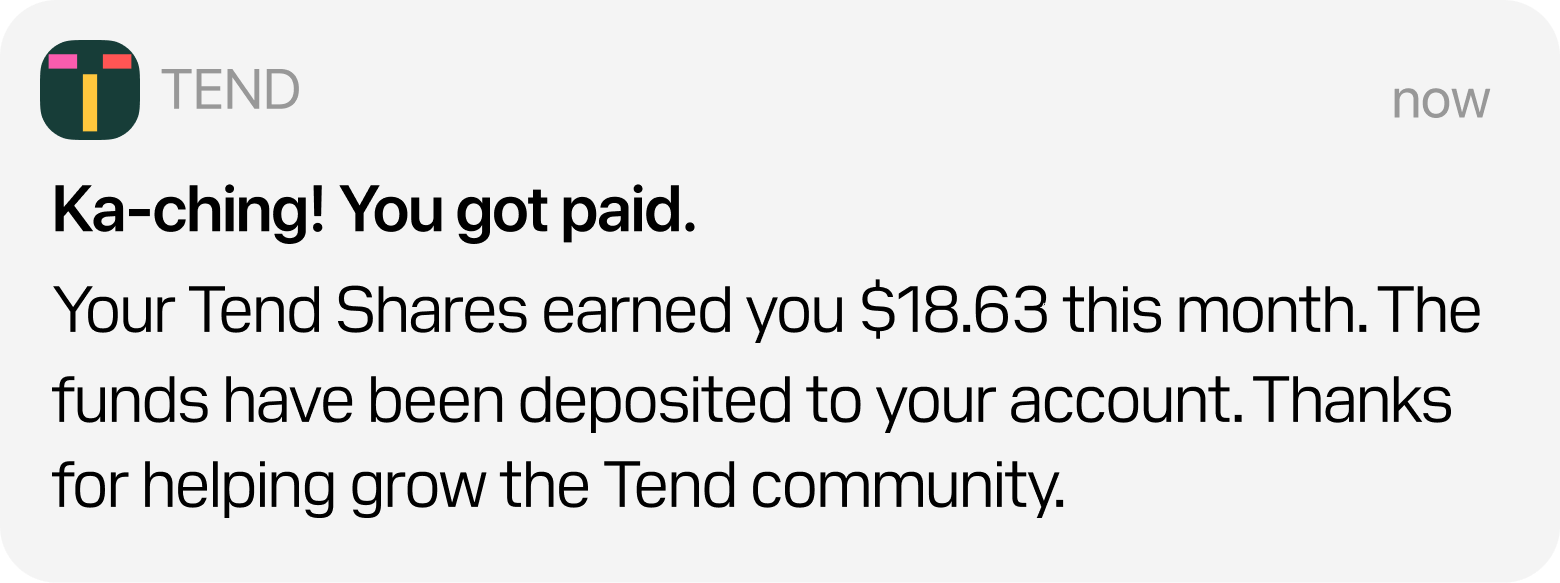 TEND
now
Ka-ching! You got paid.
Your Tend Shares earned you $18.63 this month. The
funds have been deposited to your account. Thanks
for helping grow the Tend community.